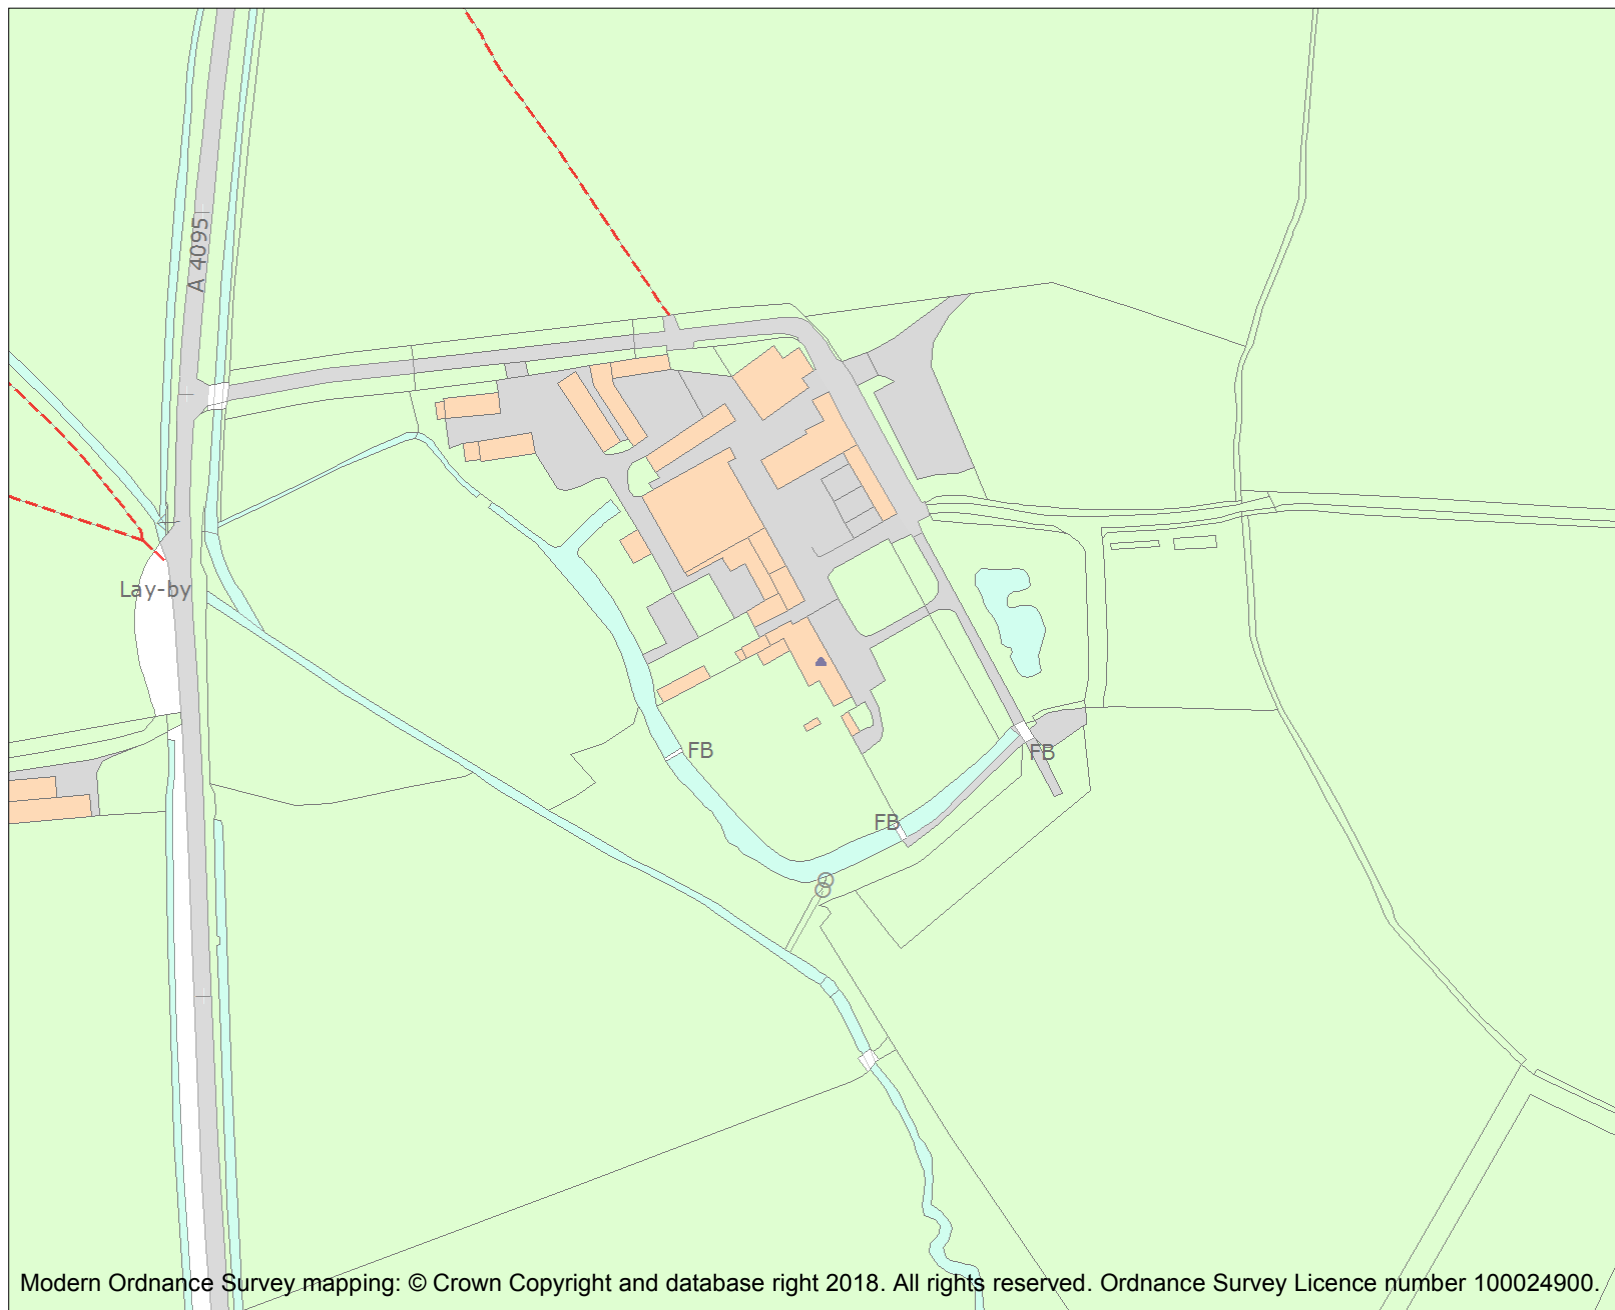 A 4095
Lay-by
FB
FB
FB
Modern Ordnance Survey mapping: © Crown Copyright and database right 2018. All rights reserved. Ordnance Survey Licence number 100024900.